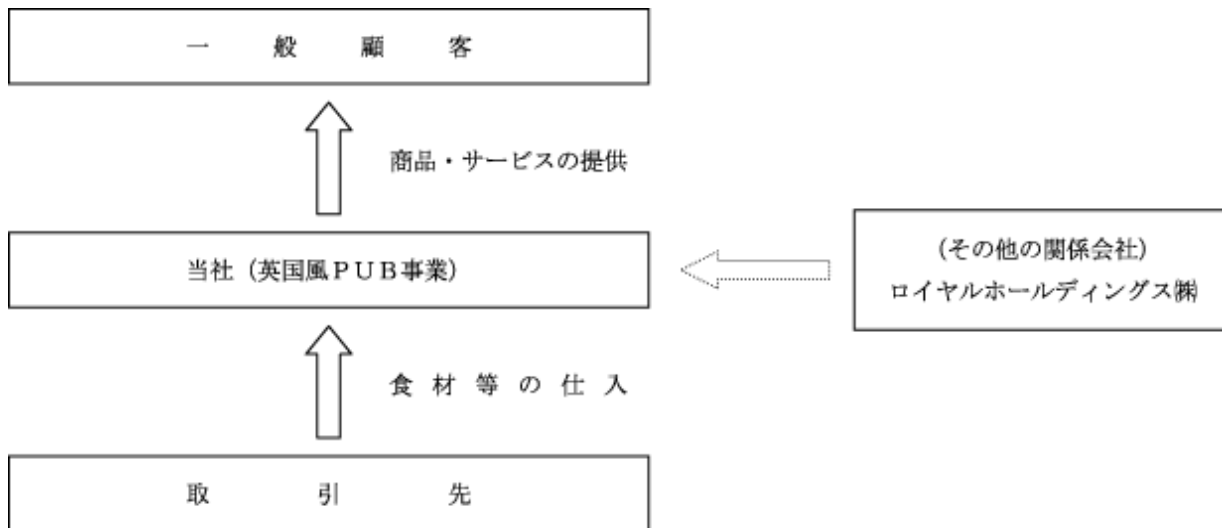 一般顧客
商品・サービスの提供
当社（英国風ＰＵＢ事業）
（その他の関係会社）
ロイヤルホールディングス㈱
食材等の仕入
取引先